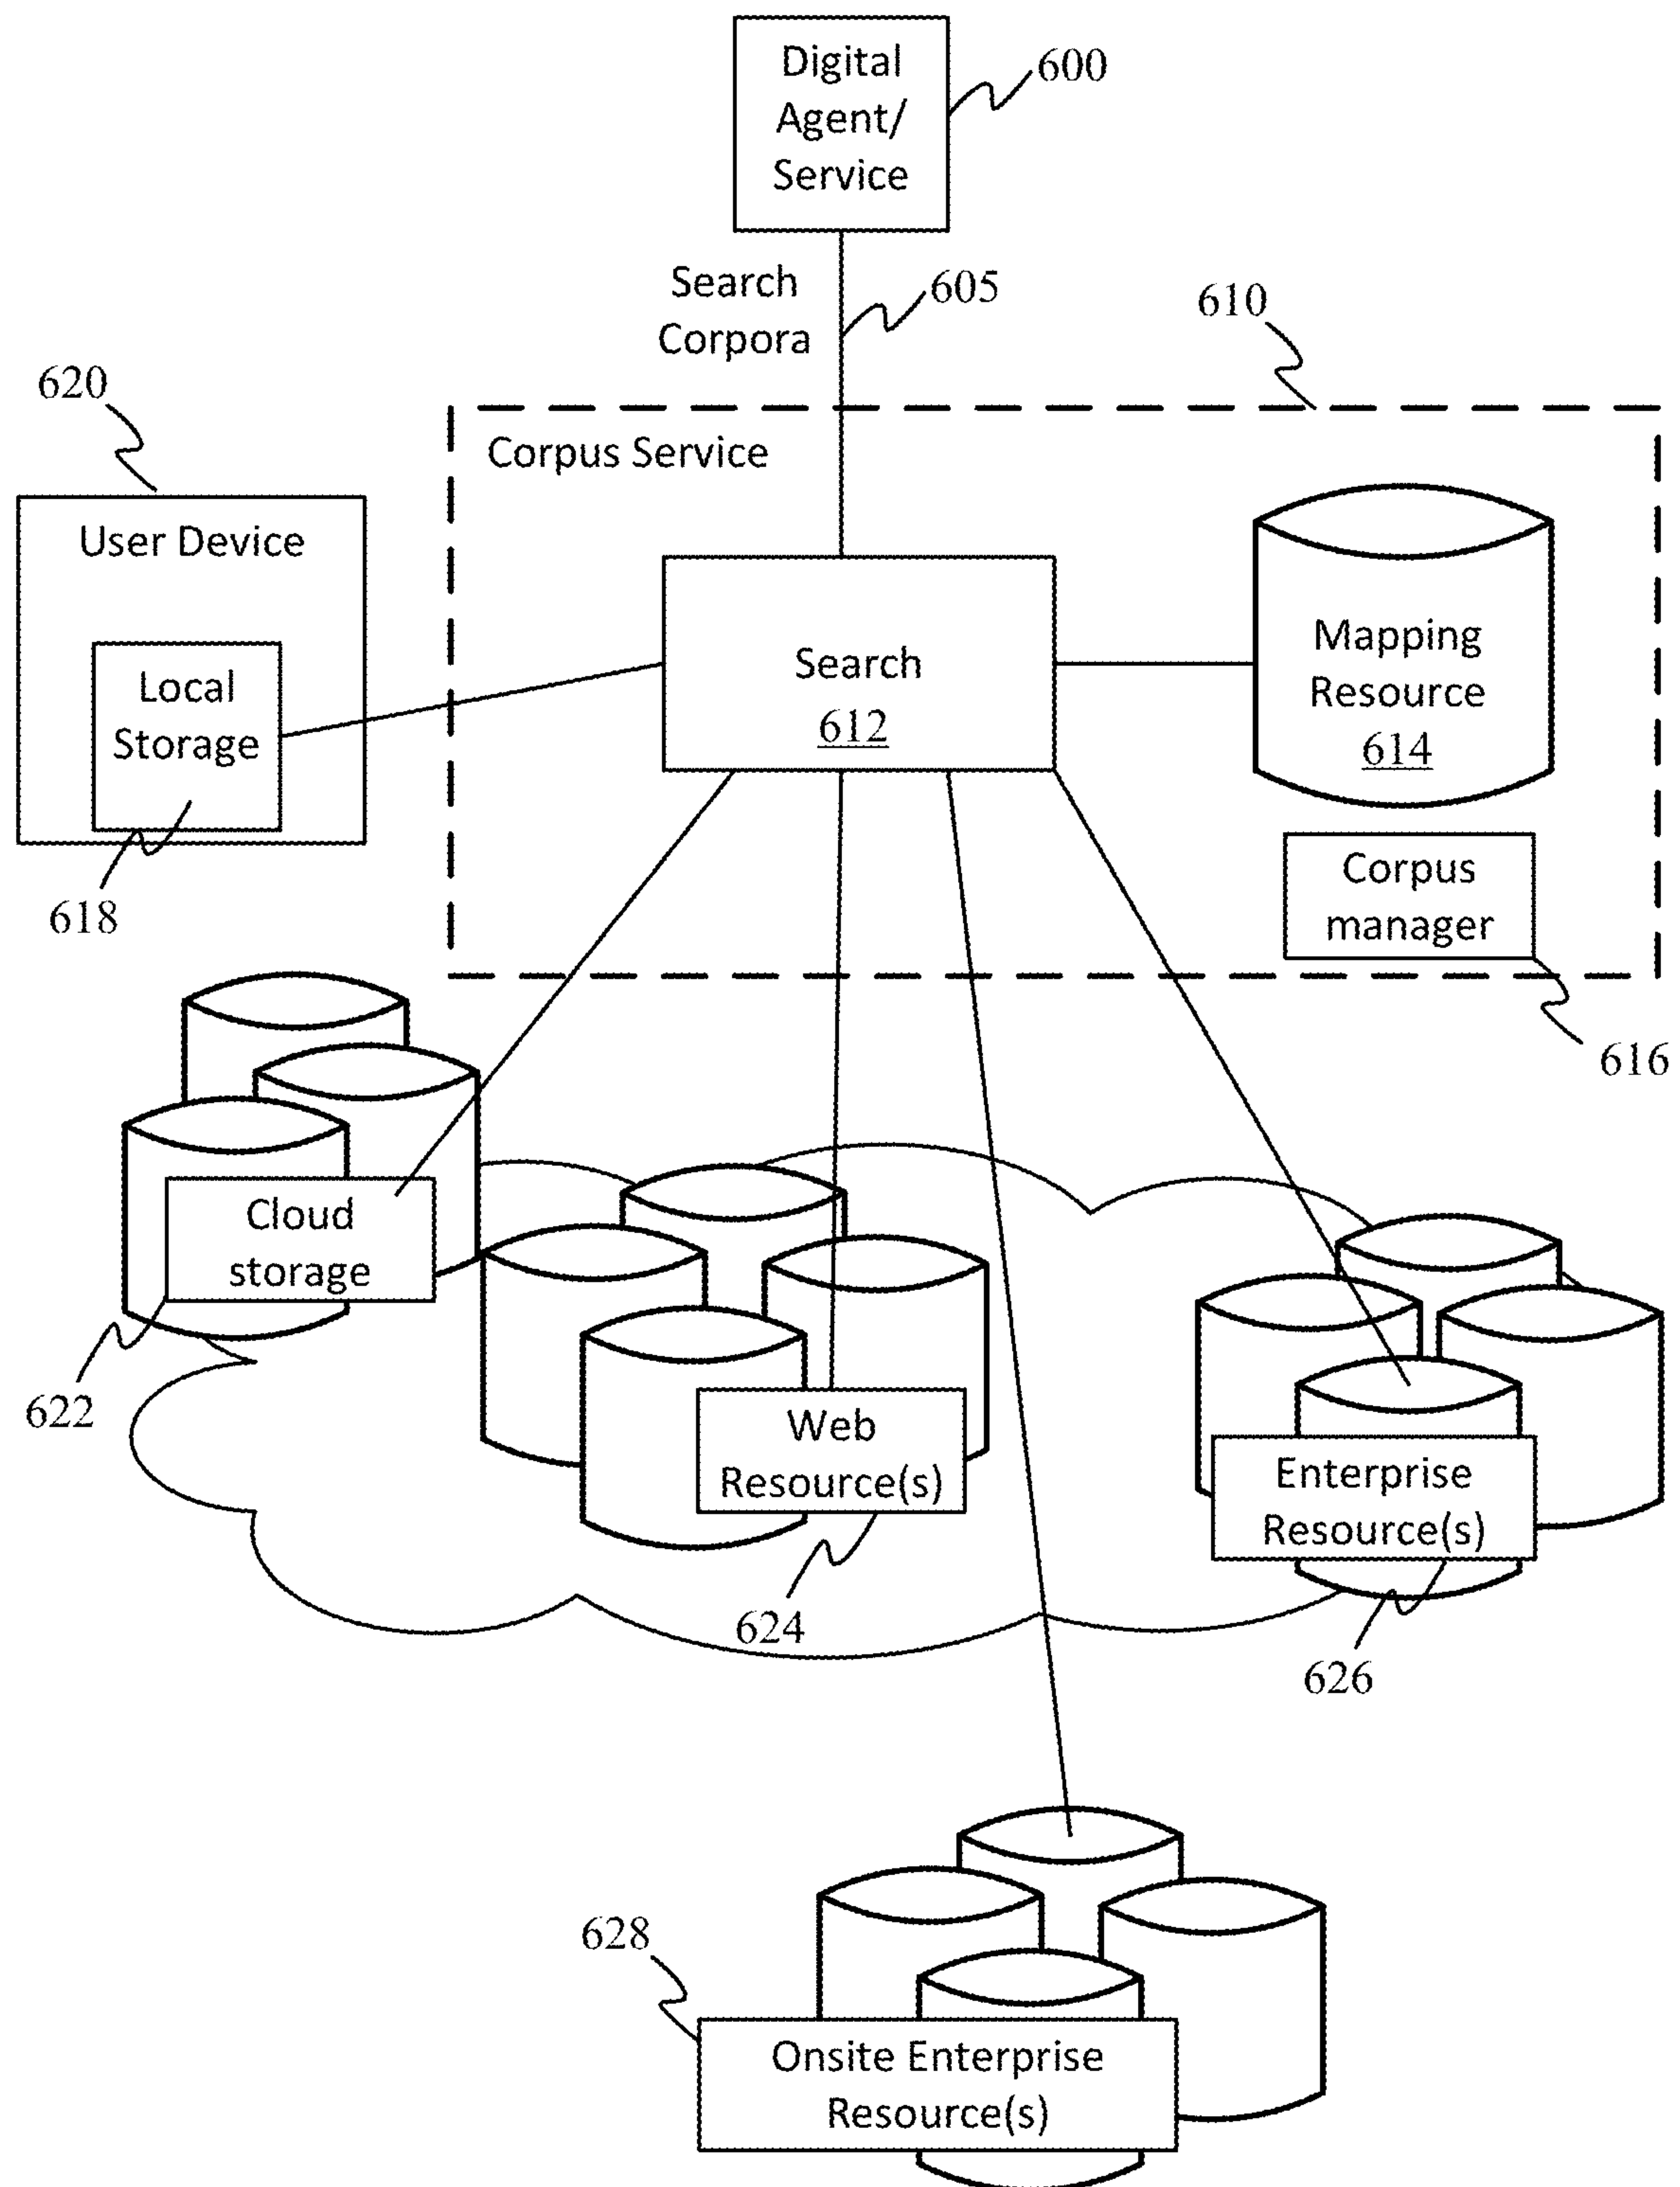 Digital
Agent/
Service
600
Search
Corpora
605
610
620
Corpus Service
User Device
Local
Storage
618
Search
612
Mapping
Resource
614
Corpus
manager
616
Cloud
storage
622
Web
Resource(s)
624
Enterprise
Resource(s)
626
628
Onsite Enterprise
Resource(s)